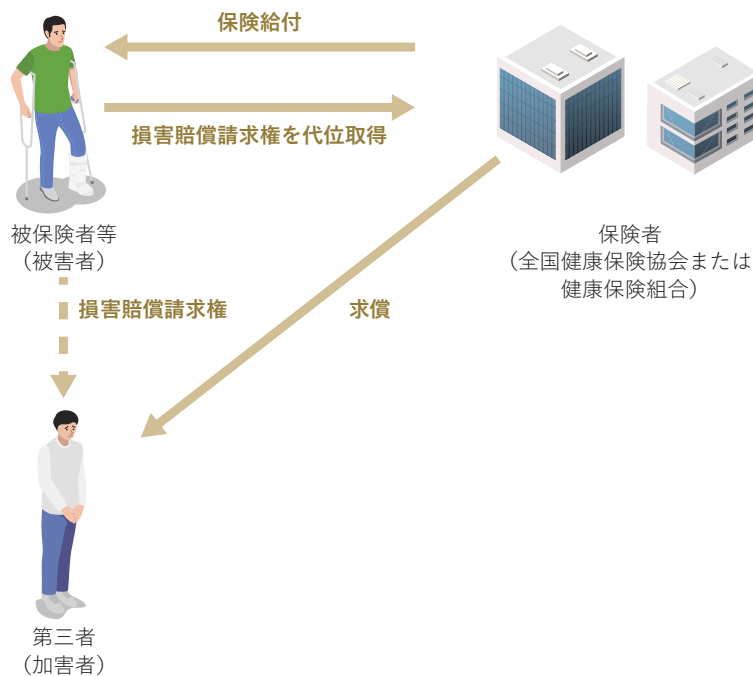 保険給付
損害賠償請求権を代位取得
被保険者等
（被害者）
保険者
（全国健康保険協会または
健康保険組合）
損害賠償請求権
求償
第三者
（加害者）